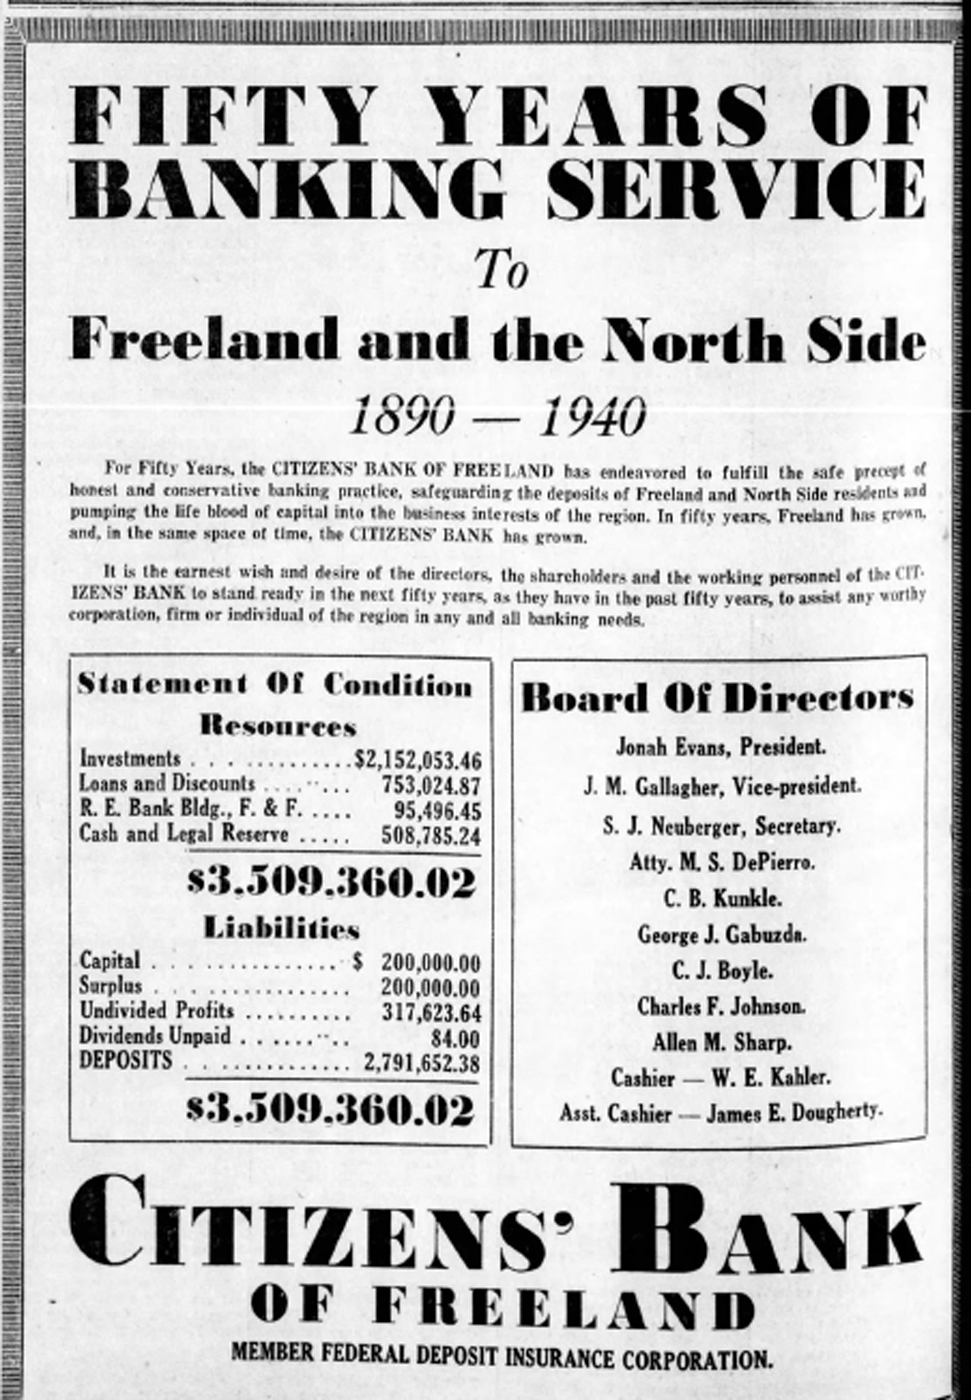 FIFTY YEARS OF
BANKING SERVICE
To
Freeland and the North Side
1890 — 1940
For Fifty Years, the CITIZENS' BANK OF FREELAND has endeavored to fulfill the safe precept of
honest and conservative banking practice, safeguarding the deposits of Freeland and North Side residents and
pumping the life blood of capital into the business interests of the region. In fifty years, Freeland has grown,
and, in the same space of time, the CITIZENS' BANK has grown.
It is the earnest wish and desire of the directors, the shareholders and the working personnel of the CIT-
IZENS' BANK to stand ready in the next fifty years, as they have in the past fifty years, to assist any worthy
corporation, firm or individual of the region in any and all banking needs.
Statement Of Condition
Resources
Investments . . . . . . . . . . . . . $2,152,053.46
Loans and Discounts . . . . . . . . . 753,024.87
R. E. Bank Bldg., F. & F. . . . . . 95,496.45
Cash and Legal Reserve . . . . . 508,785.24
$3,509,360.02
Liabilities
Capital . . . . . . . . . . . . . . . $ 200,000.00
Surplus . . . . . . . . . . . . . . . 200,000.00
Undivided Profits . . . . . . . . . . 317,623.64
Dividends Unpaid . . . . . . . . . 84.00
DEPOSITS . . . . . . . . . . . . . 2,791,652.38
$3,509,360.02
Board Of Directors
Jonah Evans, President.
J. M. Gallagher, Vice-president.
S. J. Neuberger, Secretary.
Atty. M. S. DePierro.
C. B. Kunkle.
George J. Gabuzda.
C. J. Boyle.
Charles F. Johnson.
Allen M. Sharp.
Cashier — W. E. Kahler.
Asst. Cashier — James E. Dougherty.
CITIZENS' BANK
OF FREELAND
MEMBER FEDERAL DEPOSIT INSURANCE CORPORATION.